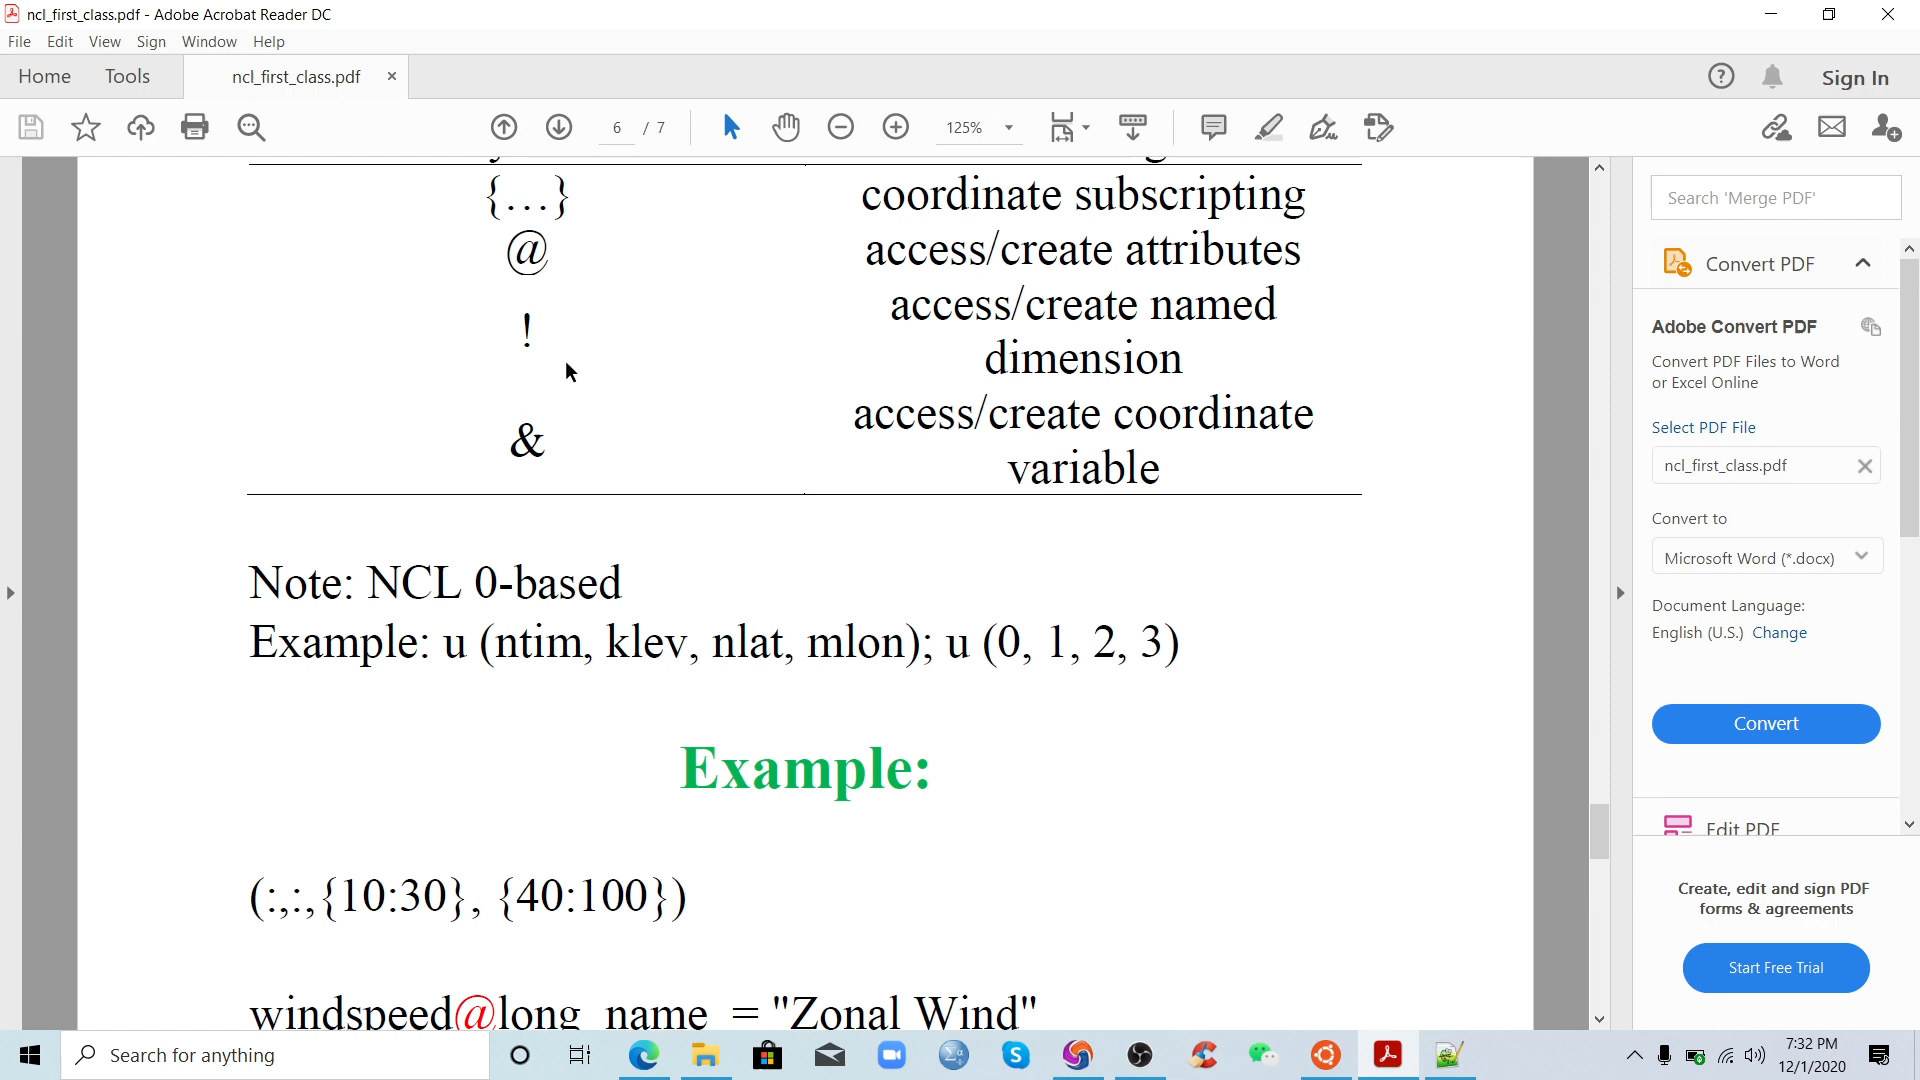 ncl_first_class.pdf - Adobe Acrobat Reader DC
File Edit View Sign Window Help
Home Tools ncl_first_class.pdf Sign In
6 / 7 125%
{...} coordinate subscripting
@ access/create attributes
! access/create named
dimension
& access/create coordinate
variable
Note: NCL 0-based
Example: u (ntim, klev, nlat, mlon); u (0, 1, 2, 3)
Example:
(:,:,{10:30}, {40:100})
windspeed@long_name = "Zonal Wind"
Search 'Merge PDF'
Convert PDF
Adobe Convert PDF
Convert PDF Files to Word
or Excel Online
Select PDF File
ncl_first_class.pdf
Convert to
Microsoft Word (*.docx)
Document Language:
English (U.S.) Change
Convert
Edit PDF
Create, edit and sign PDF
forms & agreements
Start Free Trial
Search for anything
7:32 PM
12/1/2020